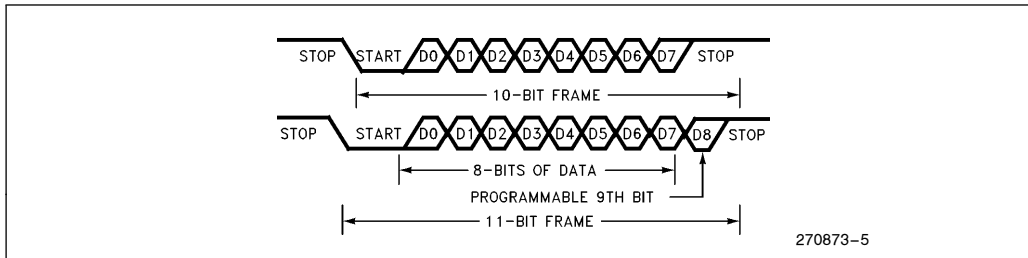 STOP START D0 D1 D2 D3 D4 D5 D6 D7 STOP
10-BIT FRAME
STOP START D0 D1 D2 D3 D4 D5 D6 D7 D8 STOP
8-BITS OF DATA
PROGRAMMABLE 9TH BIT
11-BIT FRAME
270873–5